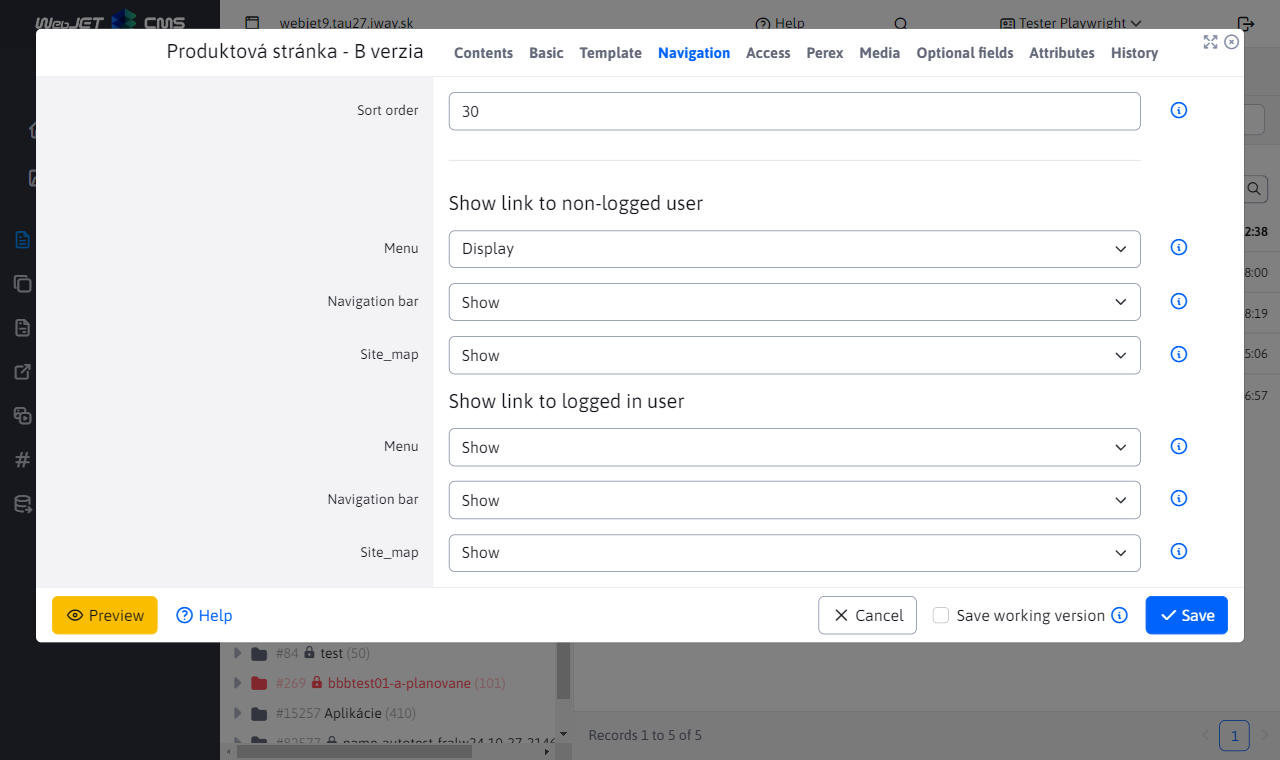 WebJET CMS
webjet9.tau27.iway.sk
Help
Tester Playwright
Produktová stránka - B verzia
Contents Basic Template Navigation Access Perex Media Optional fields Attributes History
Sort order
30
Show link to non-logged user
Menu
Display
Navigation bar
Show
Site_map
Show
Show link to logged in user
Menu
Show
Navigation bar
Show
Site_map
Show
2:38
8:00
8:19
5:06
6:57
Preview
Help
Cancel
Save working version
Save
#84 test (50)
#269 bbbtest01-a-planovane (101)
#15257 Aplikácie (410)
Records 1 to 5 of 5
1